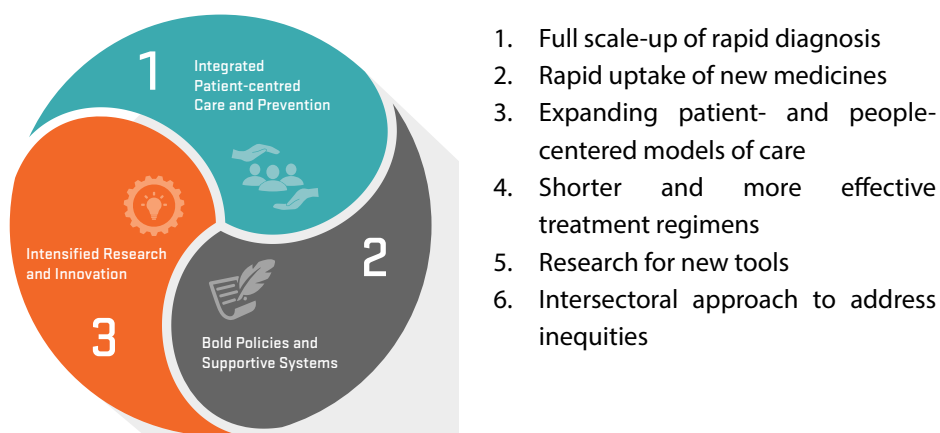 1
Integrated
Patient-centred
Care and Prevention
2
Bold Policies and
Supportive Systems
Intensified Research
and Innovation
3
1. Full scale-up of rapid diagnosis
2. Rapid uptake of new medicines
3. Expanding patient- and people-
centered models of care
4. Shorter and more effective
treatment regimens
5. Research for new tools
6. Intersectoral approach to address
inequities